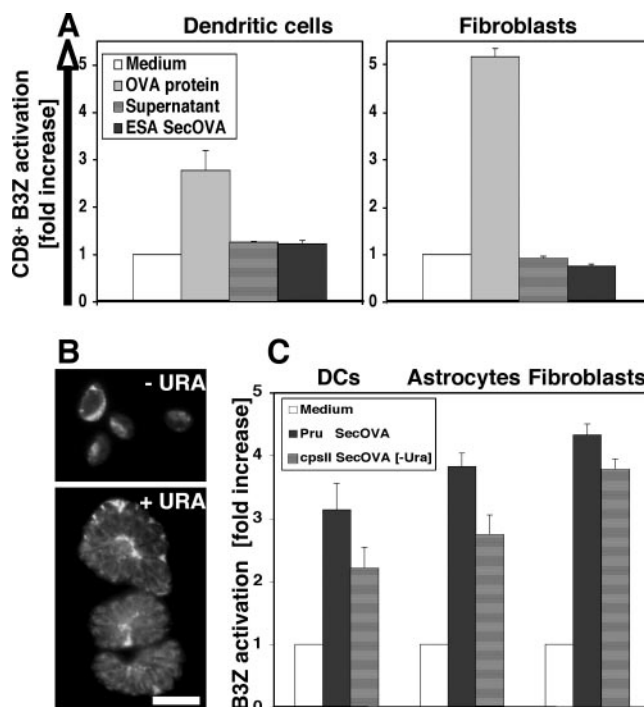 A
Dendritic cells
Fibroblasts
CD8+ B3Z activation
[fold increase]
5
4
3
2
1
0
Medium
OVA protein
Supernatant
ESA SecOVA
5
4
3
2
1
0
B
- URA
+ URA
C
DCs
Astrocytes
Fibroblasts
B3Z activation [fold increase]
5
4
3
2
1
0
Medium
Pru SecOVA
cpsII SecOVA [-Ura]